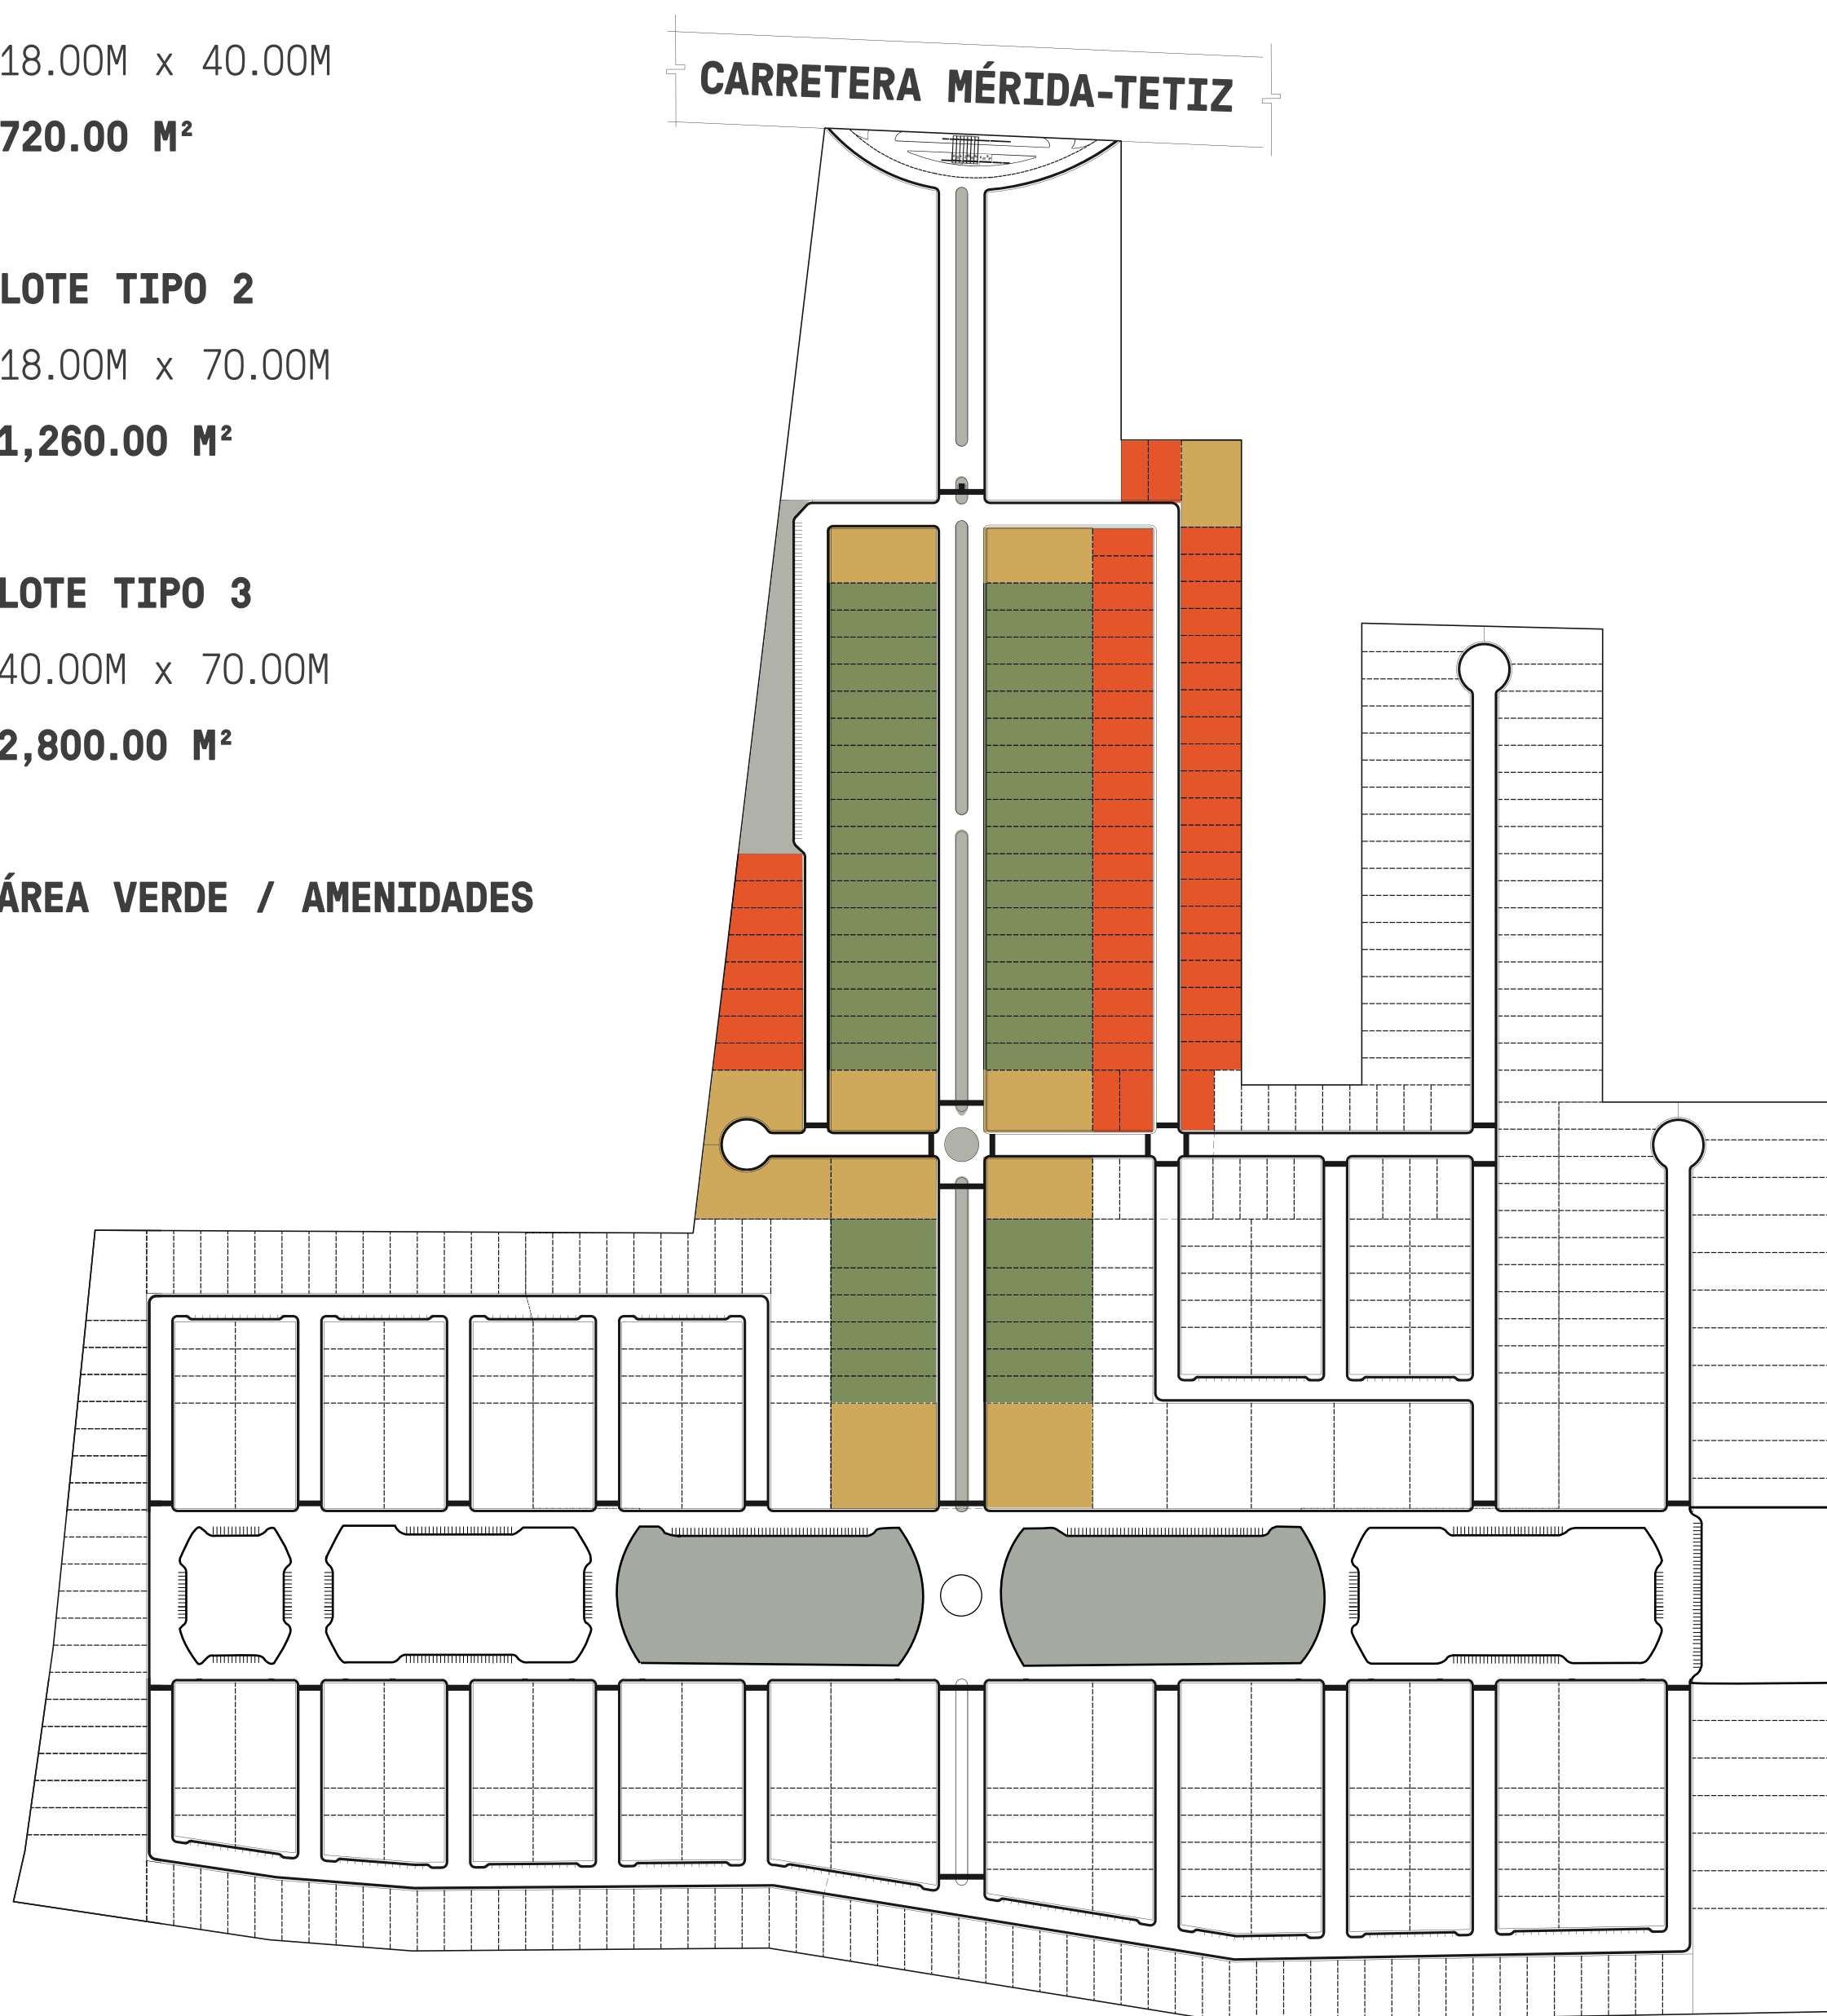 CARRETERA MÉRIDA-TETIZ
18.00M x 40.00M
720.00 M²
LOTE TIPO 2
18.00M x 70.00M
1,260.00 M²
LOTE TIPO 3
40.00M x 70.00M
2,800.00 M²
ÁREA VERDE / AMENIDADES